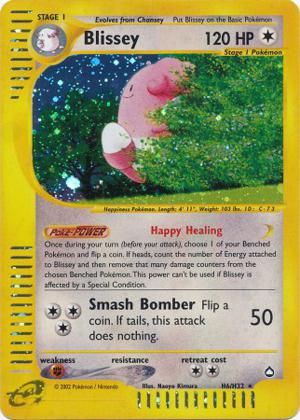 STAGE 1
Evolves from Chansey
Put Blissey on the Basic Pokémon
Blissey
120 HP
Stage 1 Pokémon
Happiness Pokémon. Length: 4' 11", Weight: 103 lbs.
Poké-POWER Happy Healing
Once during your turn (before your attack), choose 1 of your Benched
Pokémon and flip a coin. If heads, count the number of Energy attached
to Blissey and then remove that many damage counters from the
chosen Benched Pokémon. This power can't be used if Blissey is
affected by a Special Condition.
Smash Bomber Flip a
coin. If tails, this attack
does nothing.
50
weakness
resistance
retreat cost
© 2002 Pokémon / Nintendo
Illus. Naoyo Kimura
H6/H32